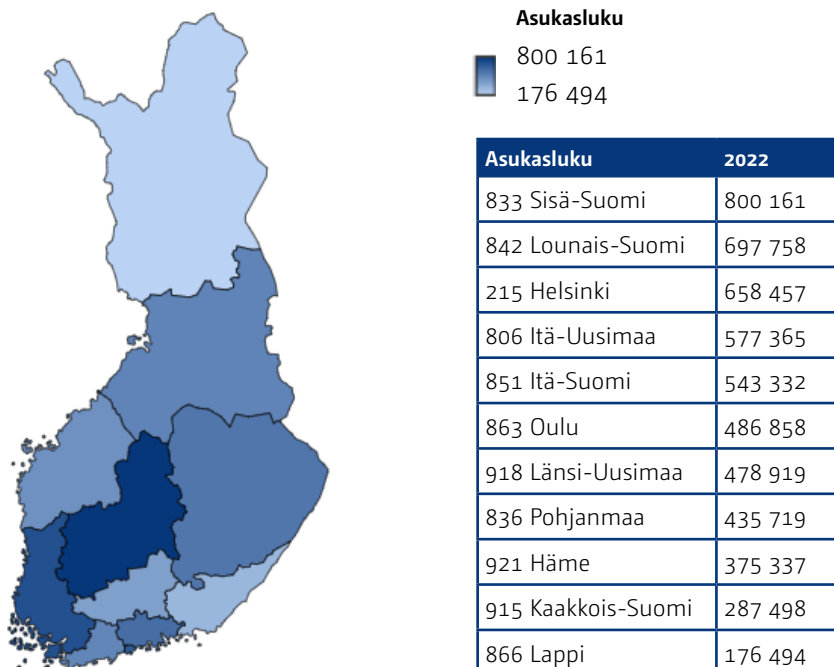 Asukasluku
800 161
176 494
Asukasluku 2022
833 Sisä-Suomi 800 161
842 Lounais-Suomi 697 758
215 Helsinki 658 457
806 Itä-Uusimaa 577 365
851 Itä-Suomi 543 332
863 Oulu 486 858
918 Länsi-Uusimaa 478 919
836 Pohjanmaa 435 719
921 Häme 375 337
915 Kaakkois-Suomi 287 498
866 Lappi 176 494